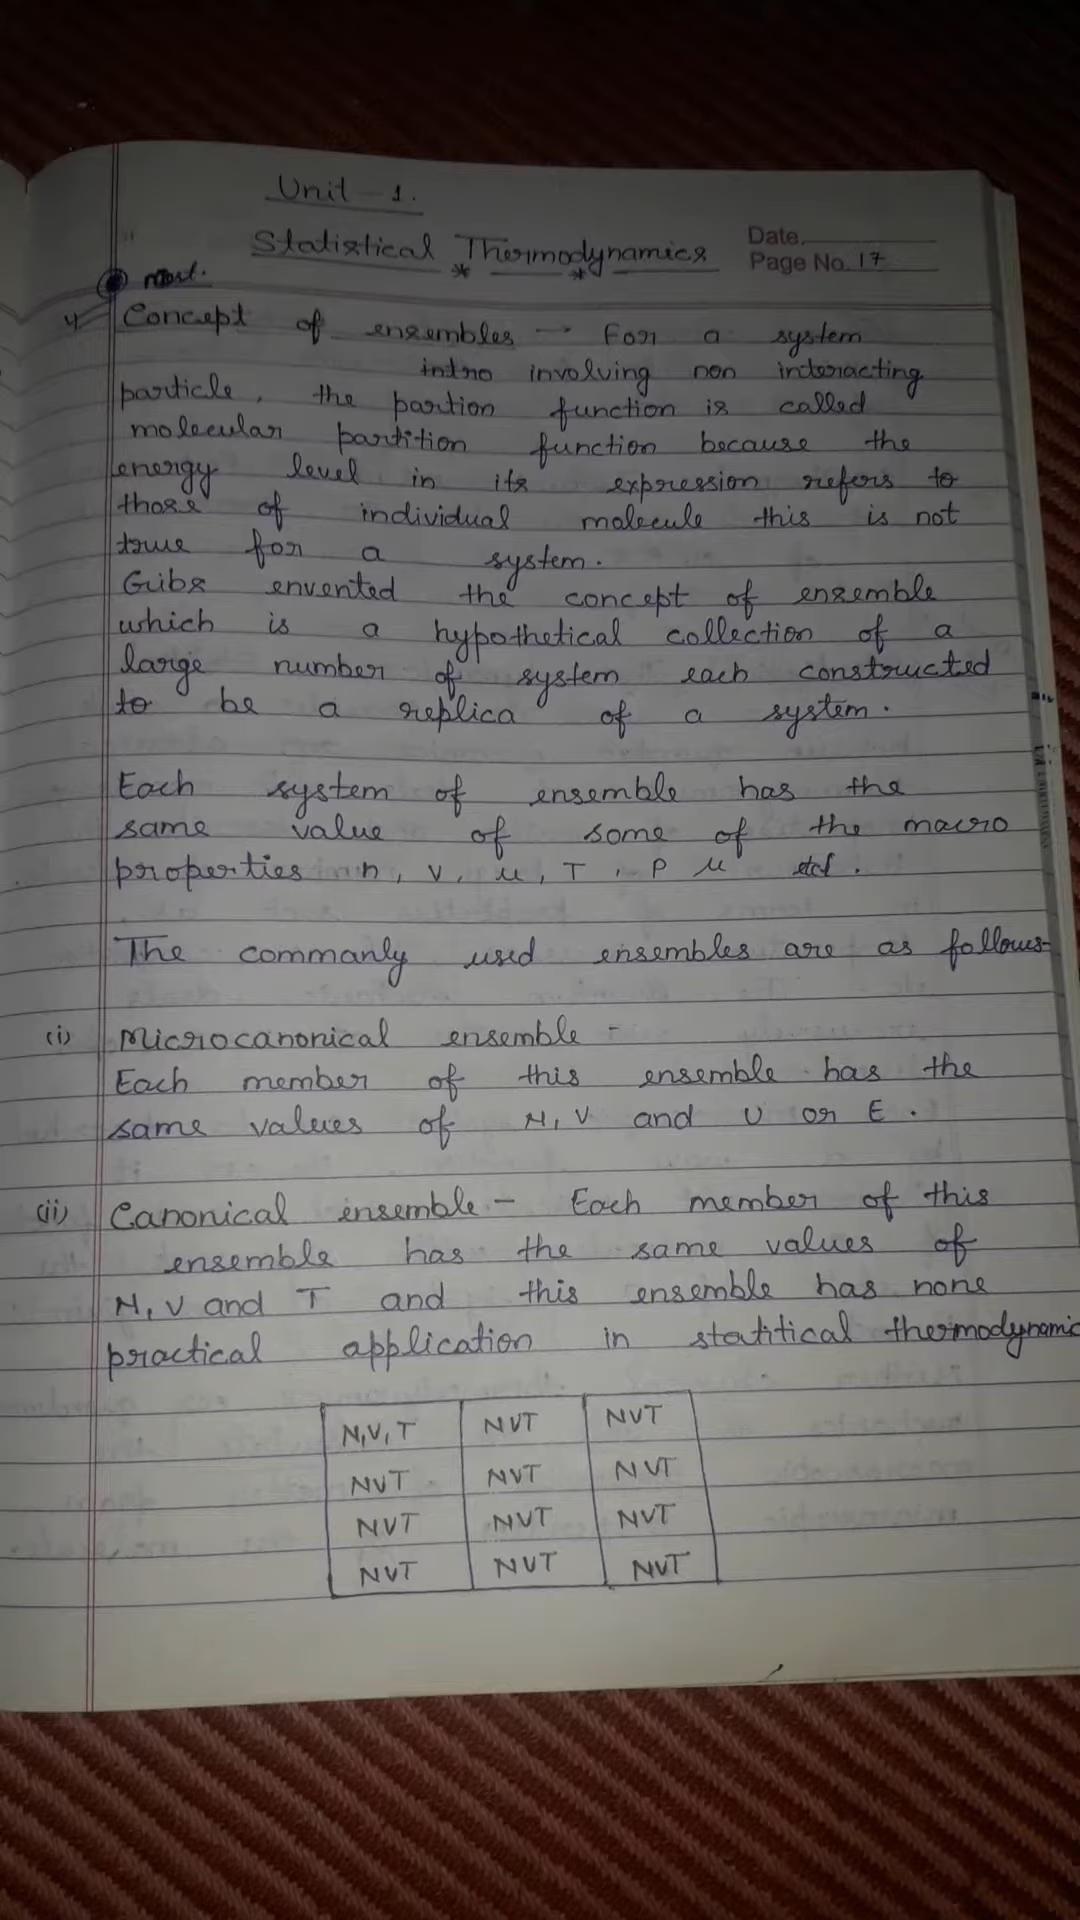 Unit - 1.
Statistical Thermodynamics
Date.
Page No. 17
Concept of ensembles → For a system
intro involving non interacting
particle, the partion function is called
molecular partition function because the
energy level in its expression refers to
those of individual molecule this is not
true for a system.
Gibs envented the concept of ensemble
which is a hypothetical collection of a
large number of system each constructed
to be a replica of a system.
Each system of ensemble has the
same value of some of the macro
properties n, V, u, T, P μ etc.
The commanly used ensembles are as follows-
(i) Microcanonical ensemble -
Each member of this ensemble has the
same values of N, V and U or E.
(ii) Canonical ensemble - Each member of this
ensemble has the same values of
N, V and T and this ensemble has none
practical application in statitical thermodynamic
N, V, T NVT NVT
NVT NVT NVT
NVT NVT NVT
NVT NVT NVT